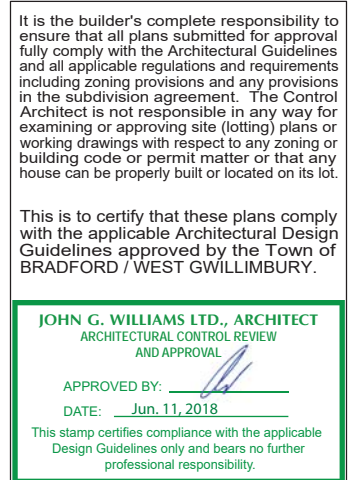 It is the builder's complete responsibility to
ensure that all plans submitted for approval
fully comply with the Architectural Guidelines
and all applicable regulations and requirements
including zoning provisions and any provisions
in the subdivision agreement. The Control
Architect is not responsible in any way for
examining or approving site (lotting) plans or
working drawings with respect to any zoning or
building code or permit matter or that any
house can be properly built or located on its lot.
This is to certify that these plans comply
with the applicable Architectural Design
Guidelines approved by the Town of
BRADFORD / WEST GWILLIMBURY.
JOHN G. WILLIAMS LTD., ARCHITECT
ARCHITECTURAL CONTROL REVIEW
AND APPROVAL
APPROVED BY:
DATE: Jun. 11, 2018
This stamp certifies compliance with the applicable
Design Guidelines only and bears no further
professional responsibility.